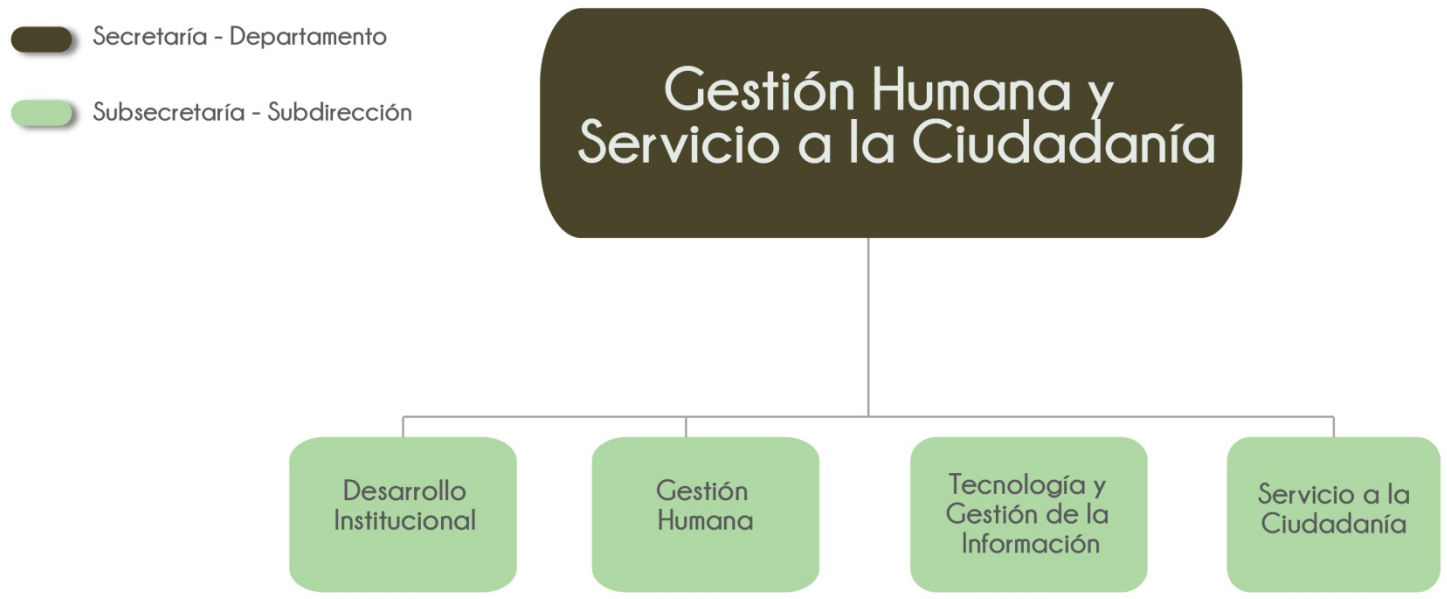 Secretaría - Departamento
Subsecretaría - Subdirección
Gestión Humana y
Servicio a la Ciudadanía
Desarrollo
Institucional
Gestión
Humana
Tecnología y
Gestión de la
Información
Servicio a la
Ciudadanía